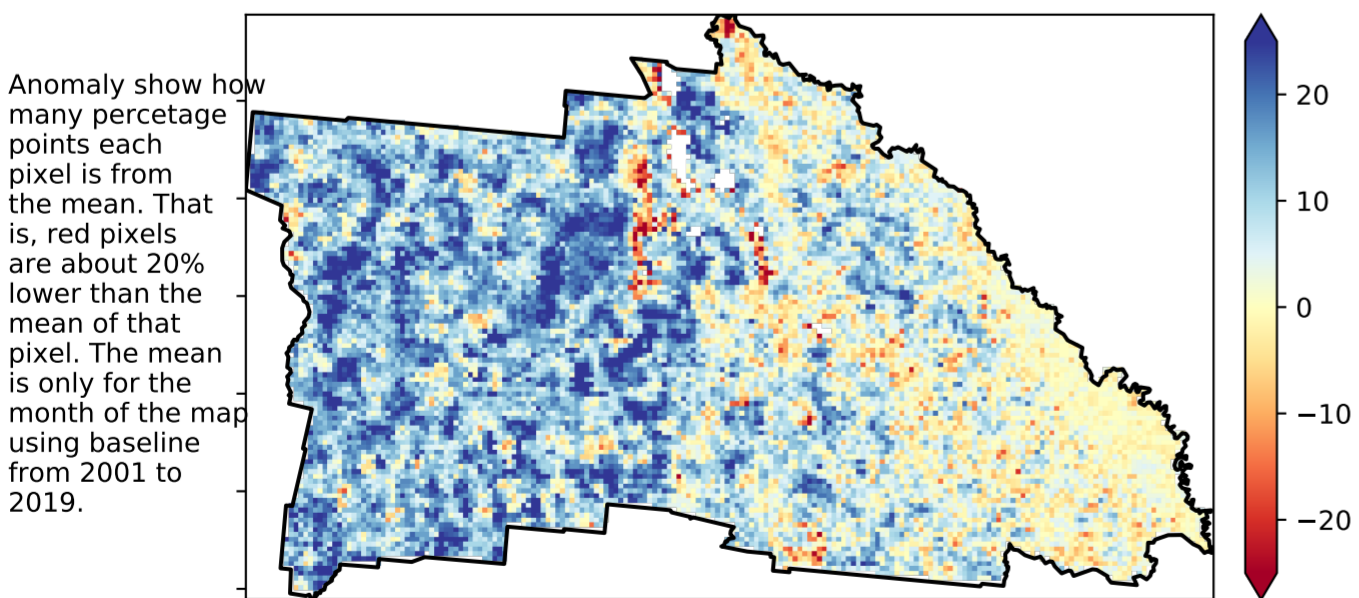 Anomaly show how
many percetage
points each
pixel is from
the mean. That
is, red pixels
are about 20%
lower than the
mean of that
pixel. The mean
is only for the
month of the map
using baseline
from 2001 to
2019.
20
10
0
−10
−20